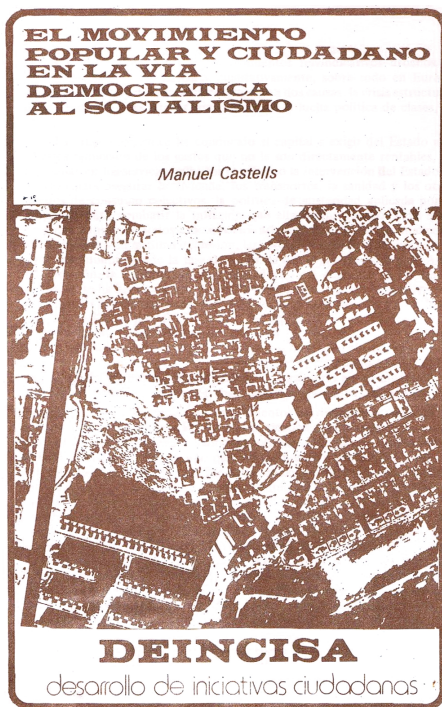 EL MOVIMIENTO
POPULAR Y CIUDADANO
EN LA VIA
DEMOCRATICA
AL SOCIALISMO
Manuel Castells
DEINCISA
desarrollo de iniciativas ciudadanas